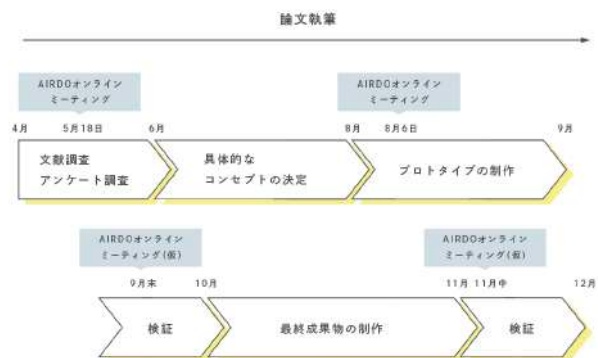 論文執筆
AIRDOオンライン
ミーティング
AIRDOオンライン
ミーティング
4月
5月18日
6月
8月
8月6日
9月
文献調査
アンケート調査
具体的な
コンセプトの決定
プロトタイプの制作
AIRDOオンライン
ミーティング(仮)
AIRDOオンライン
ミーティング(仮)
9月末
10月
11月
11月中
12月
検証
最終成果物の制作
検証